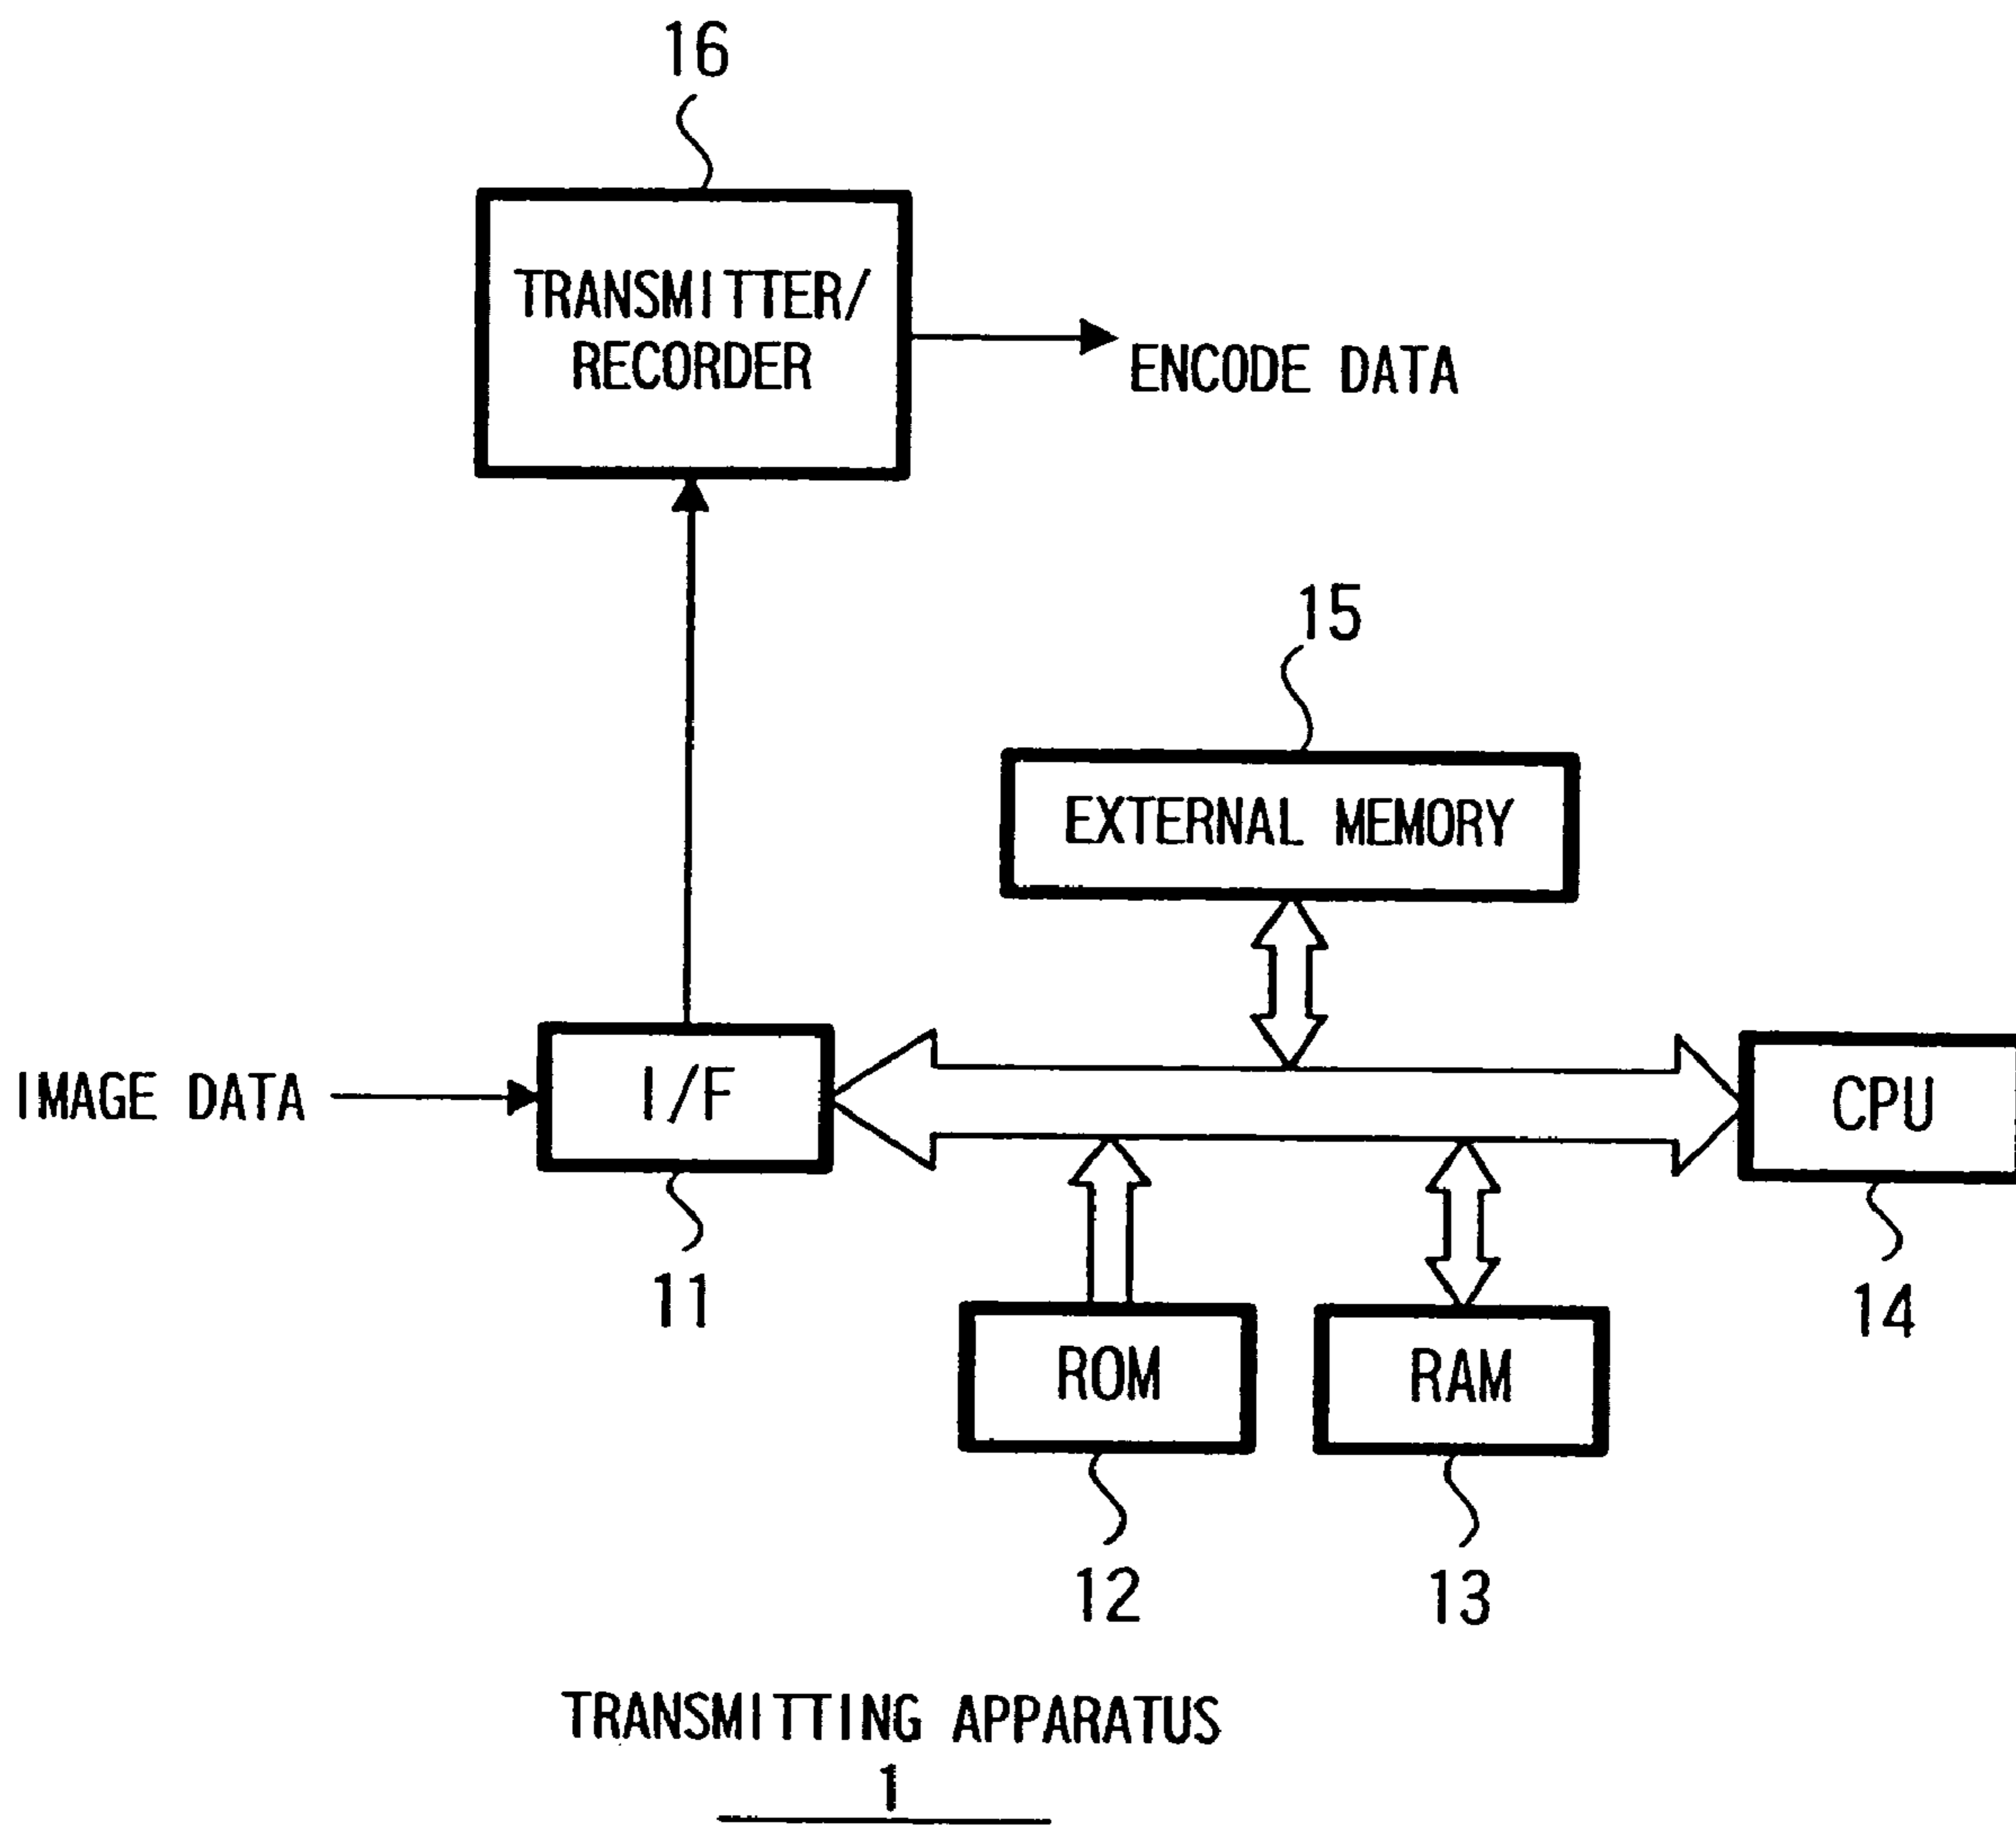 16
TRANSMITTER/
RECORDER
ENCODE DATA
15
EXTERNAL MEMORY
IMAGE DATA
I/F
CPU
11
14
ROM
RAM
12
13
TRANSMITTING APPARATUS
1